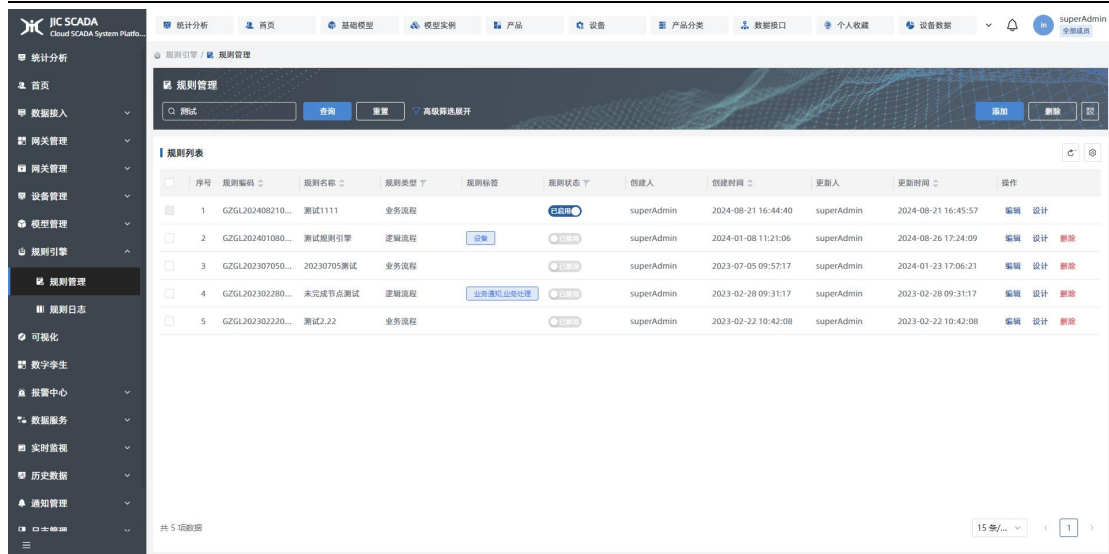 JIC SCADA
Cloud SCADA System Platfo...
统计分析 首页 基础模型 模型实例 产品 设备 产品分类 数据接口 个人收藏 设备数据 in superAdmin
全部成员
统计分析
首页
数据接入
网关管理
网关管理
设备管理
模型管理
规则引擎
规则管理
规则日志
可视化
数字孪生
报警中心
数据服务
实时监视
历史数据
通知管理
日志管理
规则引擎 / 规则管理
规则管理
测试 查询 重置 高级筛选展开 添加 删除
规则列表
序号 规则编码 规则名称 规则类型 规则标签 规则状态 创建人 创建时间 更新人 更新时间 操作
1 GZGL202408210... 测试1111 业务流程 已启用 superAdmin 2024-08-21 16:44:40 superAdmin 2024-08-21 16:45:57 编辑 设计
2 GZGL202401080... 测试规则引擎 逻辑流程 设备 已禁用 superAdmin 2024-01-08 11:21:06 superAdmin 2024-08-26 17:24:09 编辑 设计 删除
3 GZGL202307050... 20230705测试 业务流程 已禁用 superAdmin 2023-07-05 09:57:17 superAdmin 2024-01-23 17:06:21 编辑 设计 删除
4 GZGL202302280... 未完成节点测试 逻辑流程 业务通知,业务处理 已禁用 superAdmin 2023-02-28 09:31:17 superAdmin 2023-02-28 09:31:17 编辑 设计 删除
5 GZGL202302220... 测试2.22 业务流程 已禁用 superAdmin 2023-02-22 10:42:08 superAdmin 2023-02-22 10:42:08 编辑 设计 删除
共 5 项数据 15 条/... 1